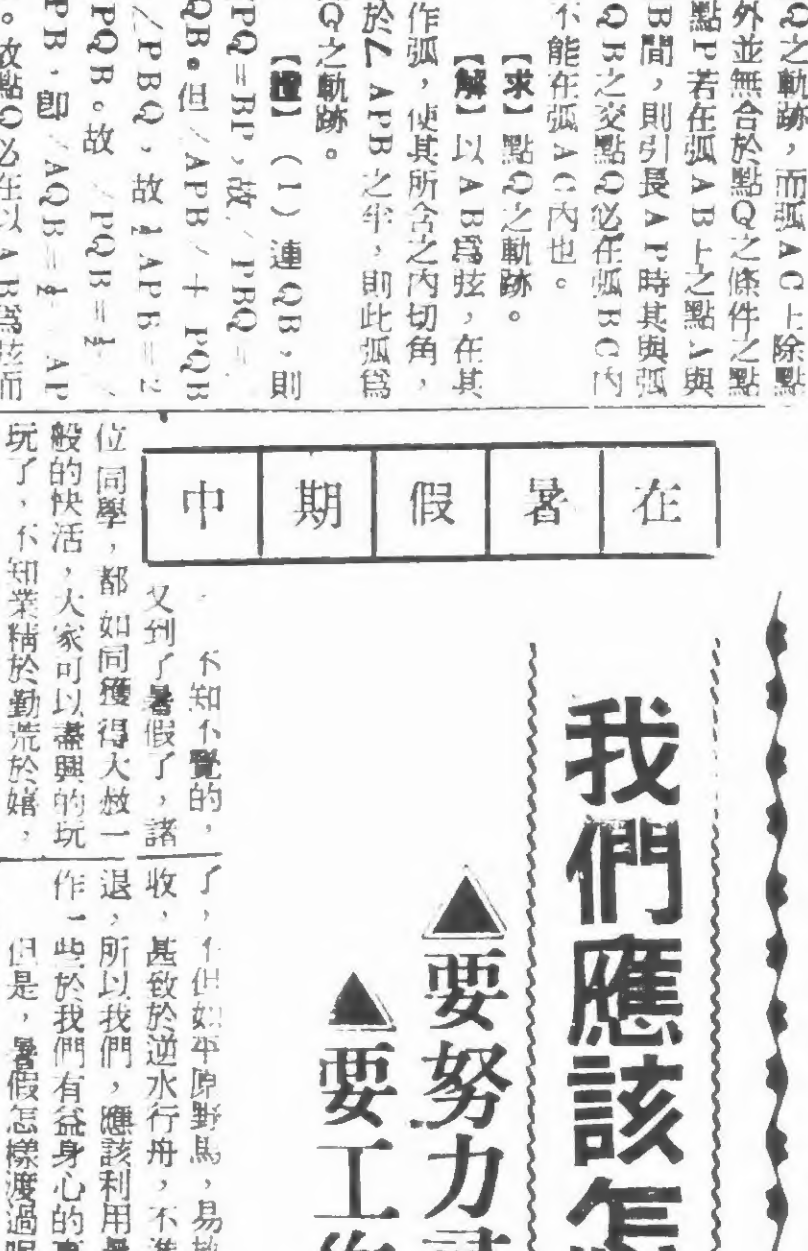 Q之軌跡，而弧AC上除點
外並無合於點Q之條件之點
點P若在弧AB上之點A與
B間，則引長AP時其與弧
QB之交點Q必在弧BC內
不能在弧AC內也。
【求】點Q之軌跡。
【解】以AB爲弦，在其
作弧，使其所含之內切角，
於∠APB之半，則此弧爲
Q之軌跡。
【證】（1）連QB，則
PQ＝BP，故∠PBQ＝
QB。但∠APB＝∠＋PQB
∠PBQ，故∠APB＝2
PQB。故∠PQB＝½∠
PB，即∠AQB＝½∠AP
。故點Q必在以AB爲弦而
在暑假期中
我們應該怎
▲要努力
▲要工作
不知不覺的，
又到了暑假了，諸
位同學，都如同獲得大赦一
般的快活，大家可以盡興的玩
玩了，不知業精於勤荒於嬉，
了，不但如平原野馬，易放
收，甚致於逆水行舟，不進
退，所以我們，應該利用暑
作一些於我們有益身心的事
但是，暑假怎樣渡過呢